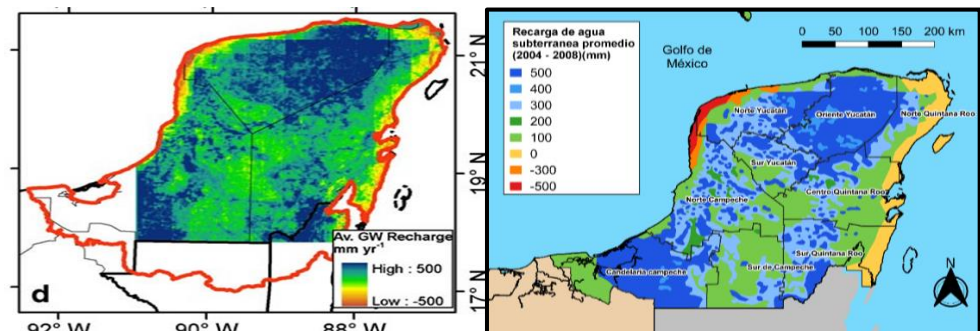 21° N
19° N
17° N
Av. GW Recharge
mm yr⁻¹
High : 500
Low : -500
d
92° W
90° W
88° W
Recarga de agua
subterranea promedio
(2004 - 2008)(mm)
500
400
300
200
100
0
-300
-500
Golfo de
México
0 50 100 150 200 km
Norte Yucatán
Oriente Yucatán
Norte Quintana Roo
Sur Yucatán
Centro Quintana Roo
Norte Campeche
Sur Quintana Roo
Candelaria campeche
Sur de Campeche
N